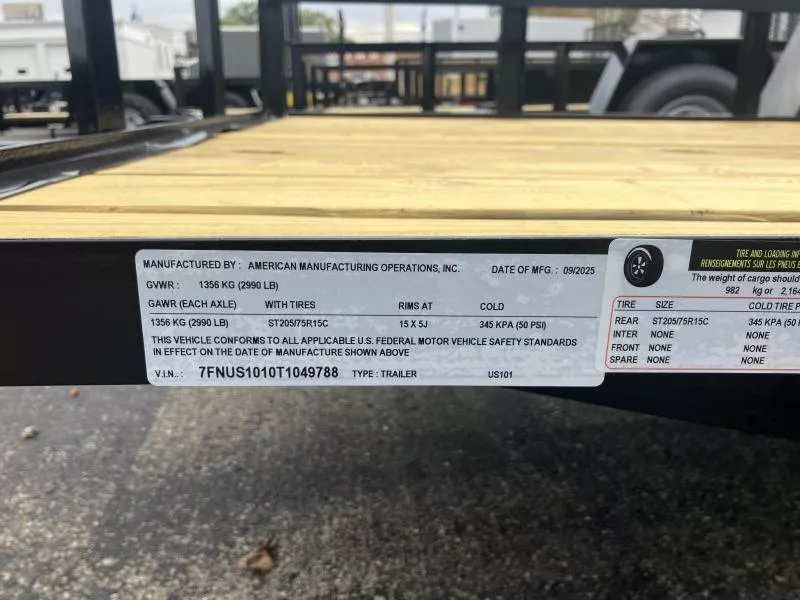 MANUFACTURED BY : AMERICAN MANUFACTURING OPERATIONS, INC. DATE OF MFG. : 09/2025
GVWR : 1356 KG (2990 LB)
GAWR (EACH AXLE) WITH TIRES RIMS AT COLD
1356 KG (2990 LB) ST205/75R15C 15 X 5J 345 KPA (50 PSI)
THIS VEHICLE CONFORMS TO ALL APPLICABLE U.S. FEDERAL MOTOR VEHICLE SAFETY STANDARDS
IN EFFECT ON THE DATE OF MANUFACTURE SHOWN ABOVE
V.I.N.. : 7FNUS1010T1049788 TYPE : TRAILER US101
TIRE AND LOADING
RENSEIGNEMENTS SUR LES PNEUS
The weight of cargo should
982 kg or 2,164
TIRE SIZE COLD TIRE
REAR ST205/75R15C 345 KPA (50
INTER NONE NONE
FRONT NONE NONE
SPARE NONE NONE